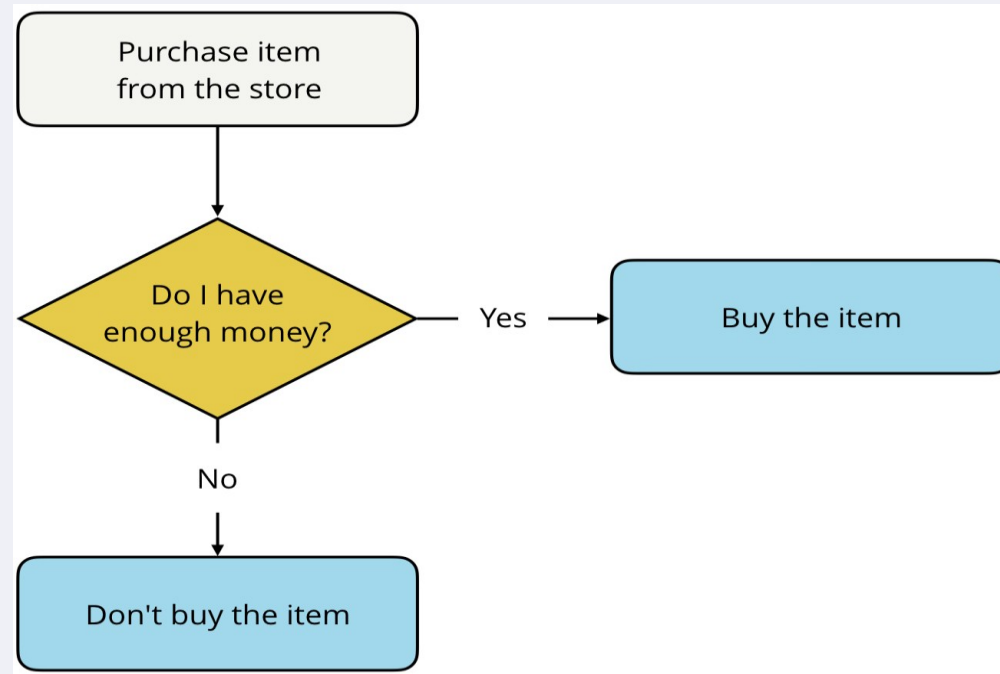 Purchase item
from the store
Do I have
enough money?
Yes
Buy the item
No
Don't buy the item